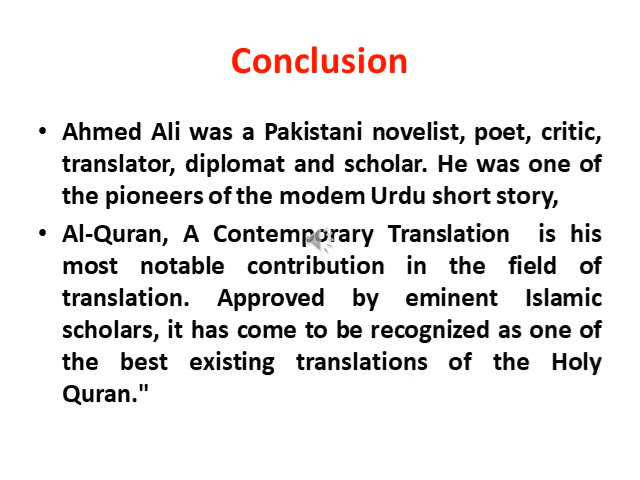 Conclusion
• Ahmed Ali was a Pakistani novelist, poet, critic,
translator, diplomat and scholar. He was one of
the pioneers of the modem Urdu short story,
• Al-Quran, A Contemporary Translation is his
most notable contribution in the field of
translation. Approved by eminent Islamic
scholars, it has come to be recognized as one of
the best existing translations of the Holy
Quran."